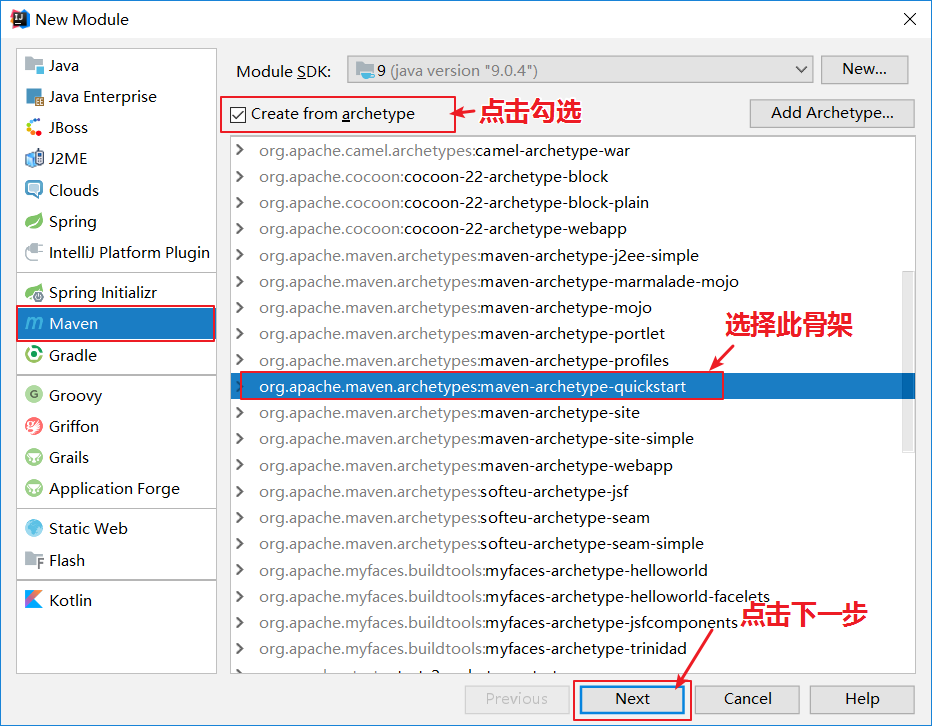 New Module
Java
Java Enterprise
JBoss
J2ME
Clouds
Spring
IntelliJ Platform Plugin
Spring Initializr
Maven
Gradle
Groovy
Griffon
Grails
Application Forge
Static Web
Flash
Kotlin
Module SDK: 9 (java version "9.0.4") New...
Create from archetype 点击勾选 Add Archetype...
org.apache.camel.archetypes:camel-archetype-war
org.apache.cocoon:cocoon-22-archetype-block
org.apache.cocoon:cocoon-22-archetype-block-plain
org.apache.cocoon:cocoon-22-archetype-webapp
org.apache.maven.archetypes:maven-archetype-j2ee-simple
org.apache.maven.archetypes:maven-archetype-marmalade-mojo
org.apache.maven.archetypes:maven-archetype-mojo
选择此骨架
org.apache.maven.archetypes:maven-archetype-portlet
org.apache.maven.archetypes:maven-archetype-profiles
org.apache.maven.archetypes:maven-archetype-quickstart
org.apache.maven.archetypes:maven-archetype-site
org.apache.maven.archetypes:maven-archetype-site-simple
org.apache.maven.archetypes:maven-archetype-webapp
org.apache.maven.archetypes:softeu-archetype-jsf
org.apache.maven.archetypes:softeu-archetype-seam
org.apache.maven.archetypes:softeu-archetype-seam-simple
org.apache.myfaces.buildtools:myfaces-archetype-helloworld
org.apache.myfaces.buildtools:myfaces-archetype-helloworld-facelets
org.apache.myfaces.buildtools:myfaces-archetype-jsfcomponents
点击下一步
org.apache.myfaces.buildtools:myfaces-archetype-trinidad
Previous Next Cancel Help